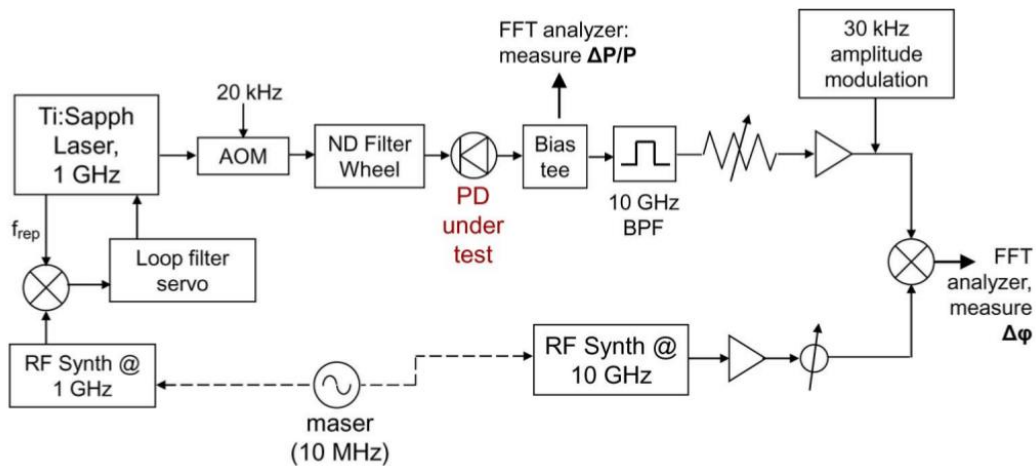 FFT analyzer:
measure ΔP/P
30 kHz
amplitude
modulation
20 kHz
Ti:Sapph
Laser,
1 GHz
AOM
ND Filter
Wheel
Bias
tee
10 GHz
BPF
PD
under
test
f_rep
Loop filter
servo
FFT
analyzer,
measure
Δφ
RF Synth @
1 GHz
RF Synth @
10 GHz
maser
(10 MHz)